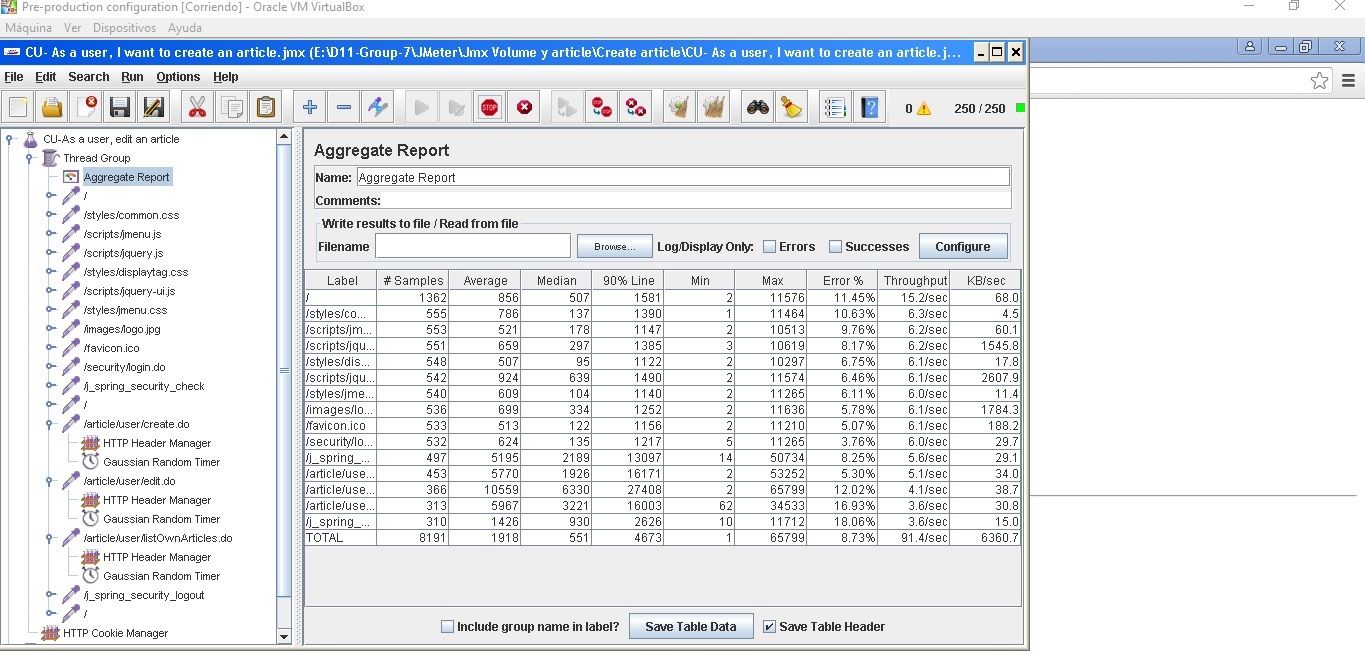 Pre-production configuration [Corriendo] - Oracle VM VirtualBox
Máquina Ver Dispositivos Ayuda
CU- As a user, I want to create an article.jmx (E:\D11-Group-7\JMeter\Jmx Volume y article\Create article\CU- As a user, I want to create an article.j...
File Edit Search Run Options Help
STOP
0 250 / 250
CU-As a user, edit an article
Thread Group
Aggregate Report
/
/styles/common.css
/scripts/jmenu.js
/scripts/jquery.js
/styles/displaytag.css
/scripts/jquery-ui.js
/styles/jmenu.css
/images/logo.jpg
/favicon.ico
/security/login.do
/j_spring_security_check
/
/article/user/create.do
HTTP Header Manager
Gaussian Random Timer
/article/user/edit.do
HTTP Header Manager
Gaussian Random Timer
/article/user/listOwnArticles.do
HTTP Header Manager
Gaussian Random Timer
/j_spring_security_logout
/
HTTP Cookie Manager
Aggregate Report
Name: Aggregate Report
Comments:
Write results to file / Read from file
Filename Browse... Log/Display Only: Errors Successes Configure
Label # Samples Average Median 90% Line Min Max Error % Throughput KB/sec
/ 1362 856 507 1581 2 11576 11.45% 15.2/sec 68.0
/styles/co... 555 786 137 1390 1 11464 10.63% 6.3/sec 4.5
/scripts/jm... 553 521 178 1147 2 10513 9.76% 6.2/sec 60.1
/scripts/jqu... 551 659 297 1385 3 10619 8.17% 6.2/sec 1545.8
/styles/dis... 548 507 95 1122 2 10297 6.75% 6.1/sec 17.8
/scripts/jqu... 542 924 639 1490 2 11574 6.46% 6.1/sec 2607.9
/styles/jme... 540 609 104 1140 2 11265 6.11% 6.0/sec 11.4
/images/lo... 536 699 334 1252 2 11636 5.78% 6.1/sec 1784.3
/favicon.ico 533 513 122 1156 2 11210 5.07% 6.1/sec 188.2
/security/lo... 532 624 135 1217 5 11265 3.76% 6.0/sec 29.7
/j_spring_... 497 5195 2189 13097 14 50734 8.25% 5.6/sec 29.1
/article/use... 453 5770 1926 16171 2 53252 5.30% 5.1/sec 34.0
/article/use... 366 10559 6330 27408 2 65799 12.02% 4.1/sec 38.7
/article/use... 313 5967 3221 16003 62 34533 16.93% 3.6/sec 30.8
/j_spring_... 310 1426 930 2626 10 11712 18.06% 3.6/sec 15.0
TOTAL 8191 1918 551 4673 1 65799 8.73% 91.4/sec 6360.7
Include group name in label? Save Table Data Save Table Header